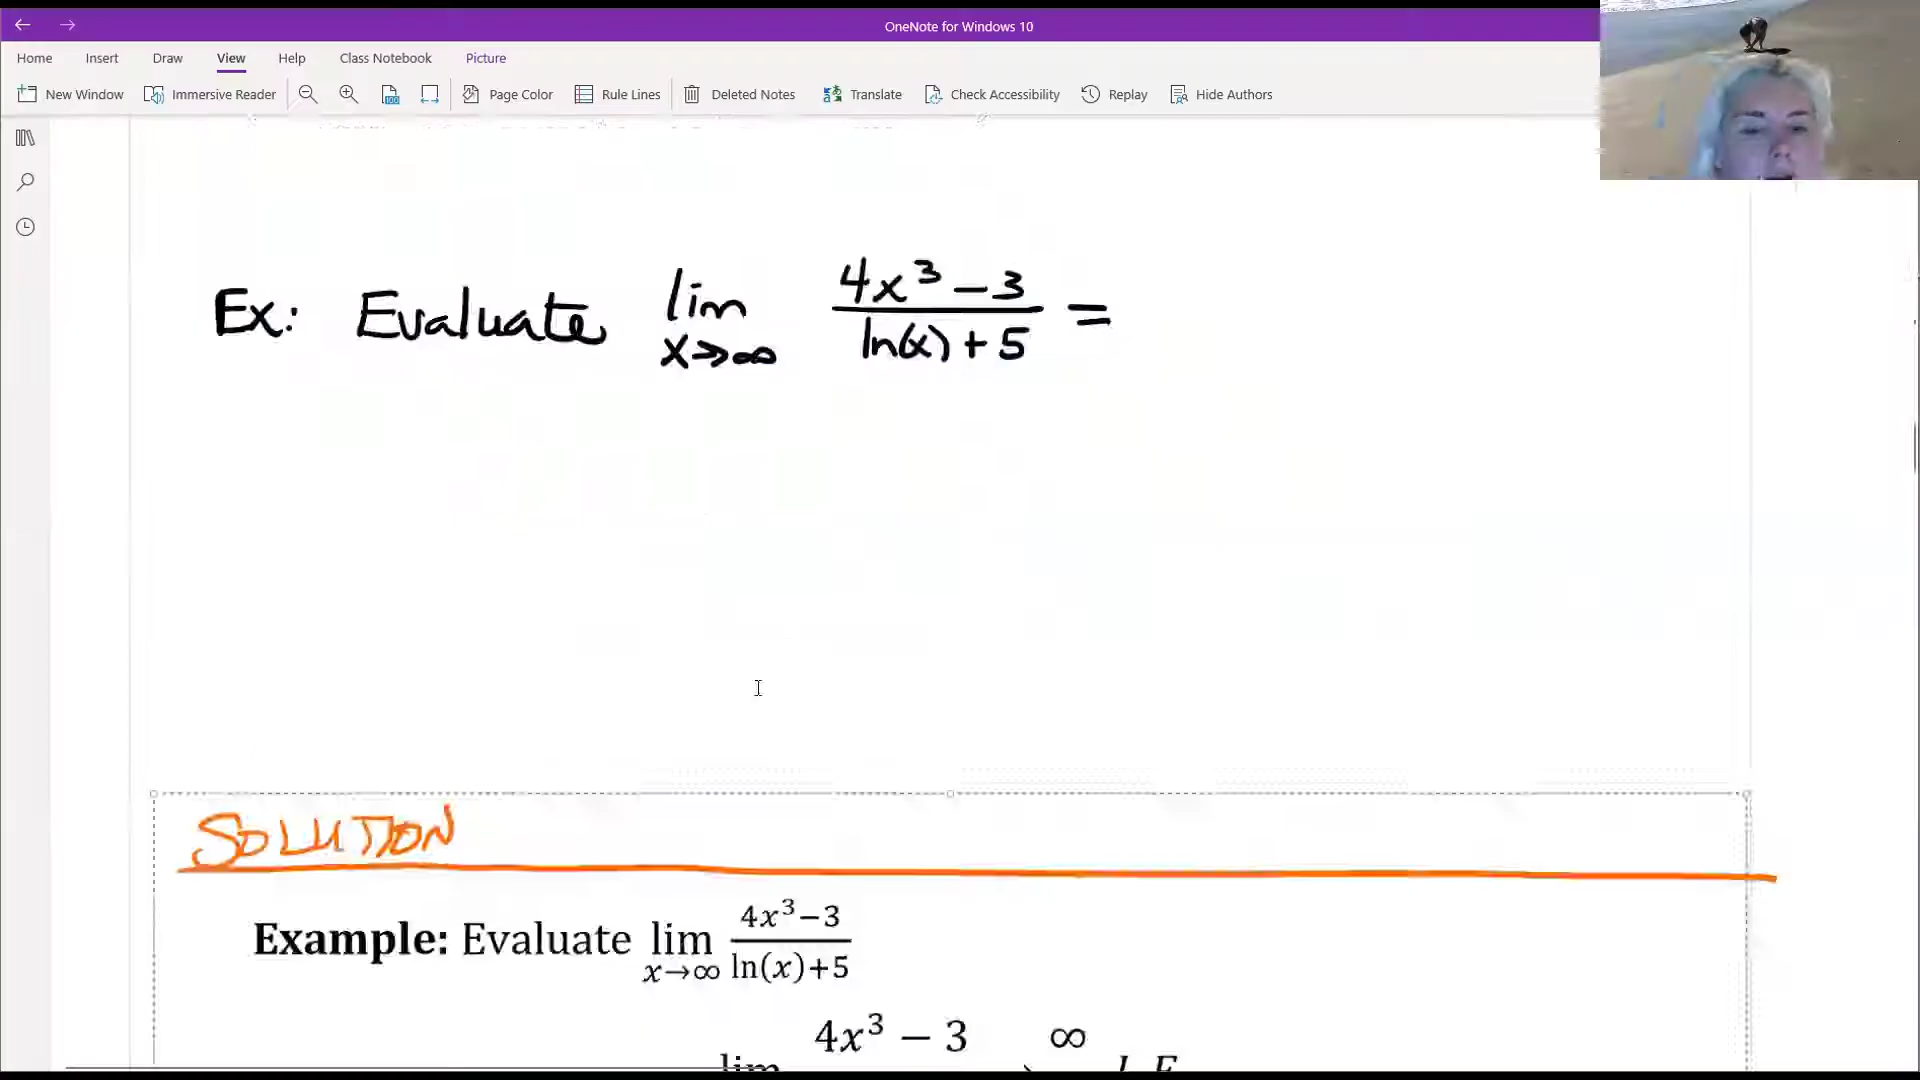 OneNote for Windows 10
Home Insert Draw View Help Class Notebook Picture
New Window Immersive Reader Page Color Rule Lines Deleted Notes Translate Check Accessibility Replay Hide Authors
Ex: Evaluate lim x→∞ 4x³ − 3 / ln(x) + 5 =
SOLUTION
Example: Evaluate lim x→∞ 4x³−3 / ln(x)+5
4x³ − 3 ∞
lim